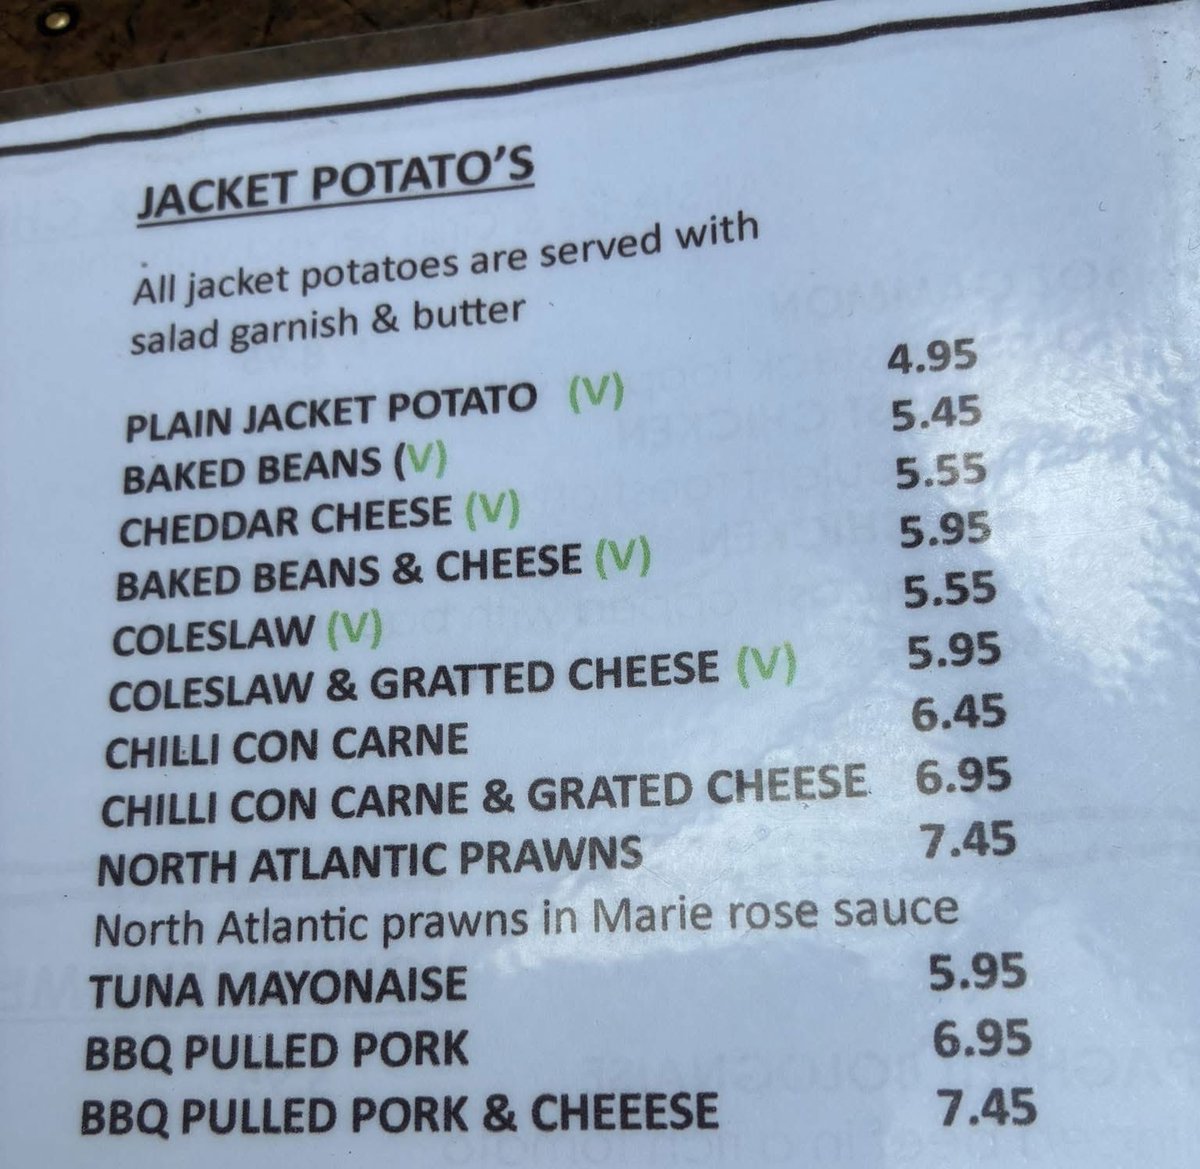 JACKET POTATO’S
All jacket potatoes are served with
salad garnish & butter
PLAIN JACKET POTATO (V) 4.95
BAKED BEANS (V) 5.45
CHEDDAR CHEESE (V) 5.55
BAKED BEANS & CHEESE (V) 5.95
COLESLAW (V) 5.55
COLESLAW & GRATTED CHEESE (V) 5.95
CHILLI CON CARNE 6.45
CHILLI CON CARNE & GRATED CHEESE 6.95
NORTH ATLANTIC PRAWNS 7.45
North Atlantic prawns in Marie rose sauce
TUNA MAYONAISE 5.95
BBQ PULLED PORK 6.95
BBQ PULLED PORK & CHEEESE 7.45